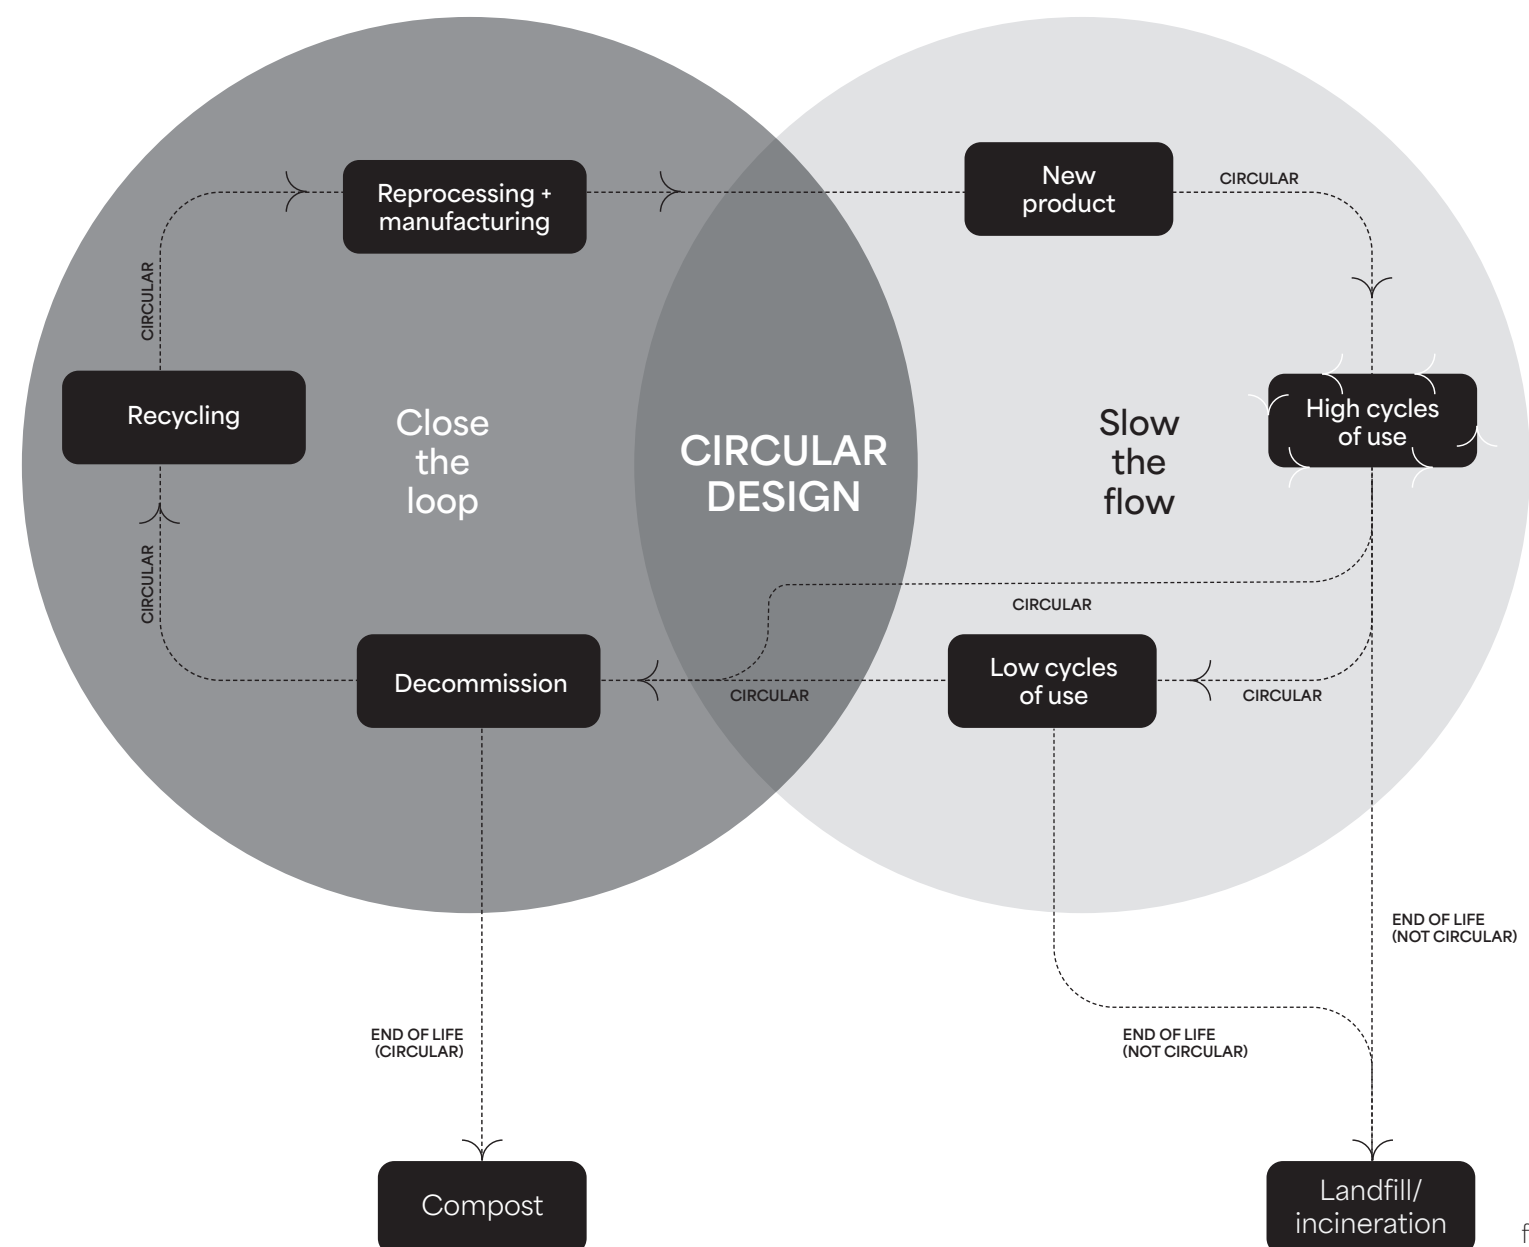 Reprocessing +
manufacturing
New
product
CIRCULAR
CIRCULAR
Recycling
High cycles
of use
Close
the
loop
CIRCULAR
DESIGN
Slow
the
flow
CIRCULAR
CIRCULAR
Decommission
Low cycles
of use
CIRCULAR
CIRCULAR
END OF LIFE
(NOT CIRCULAR)
END OF LIFE
(CIRCULAR)
END OF LIFE
(NOT CIRCULAR)
Compost
Landfill/
incineration